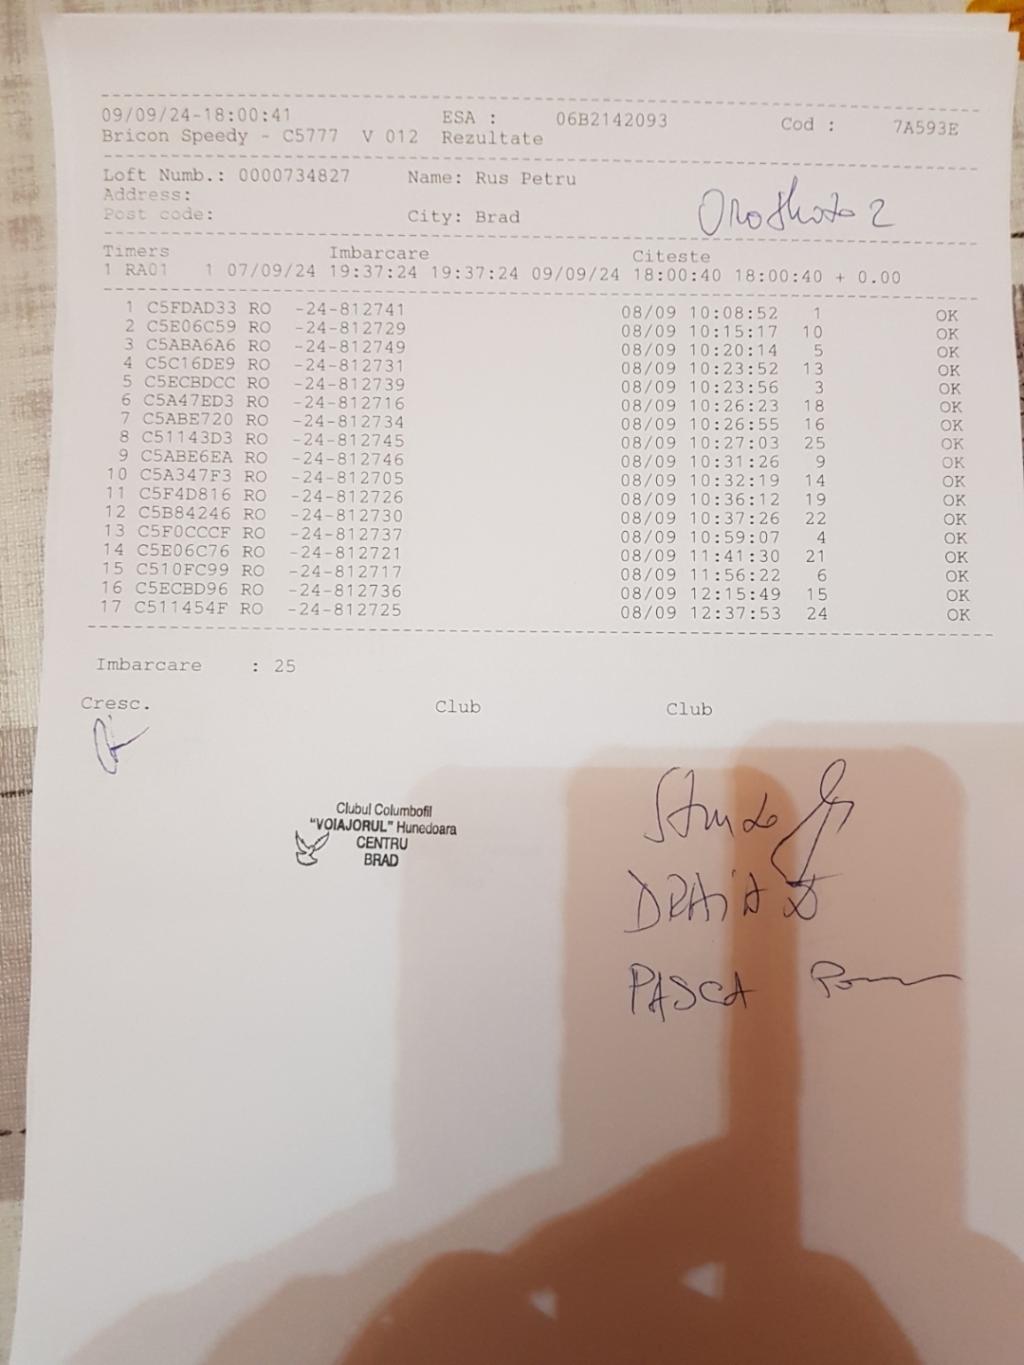 09/09/24-18:00:41 ESA : 06B2142093 Cod : 7A593E
Bricon Speedy - C5777 V 012 Rezultate
Loft Numb.: 0000734827 Name: Rus Petru
Address:
Post code: City: Brad
Timers Imbarcare Citeste
1 RA01 1 07/09/24 19:37:24 19:37:24 09/09/24 18:00:40 18:00:40 + 0.00
1 C5FDAD33 RO -24-812741 08/09 10:08:52 1 OK
2 C5E06C59 RO -24-812729 08/09 10:15:17 10 OK
3 C5ABA6A6 RO -24-812749 08/09 10:20:14 5 OK
4 C5C16DE9 RO -24-812731 08/09 10:23:52 13 OK
5 C5ECBDCC RO -24-812739 08/09 10:23:56 3 OK
6 C5A47ED3 RO -24-812716 08/09 10:26:23 18 OK
7 C5ABE720 RO -24-812734 08/09 10:26:55 16 OK
8 C51143D3 RO -24-812745 08/09 10:27:03 25 OK
9 C5ABE6EA RO -24-812746 08/09 10:31:26 9 OK
10 C5A347F3 RO -24-812705 08/09 10:32:19 14 OK
11 C5F4D816 RO -24-812726 08/09 10:36:12 19 OK
12 C5B84246 RO -24-812730 08/09 10:37:26 22 OK
13 C5F0CCCF RO -24-812737 08/09 10:59:07 4 OK
14 C5E06C76 RO -24-812721 08/09 11:41:30 21 OK
15 C510FC99 RO -24-812717 08/09 11:56:22 6 OK
16 C5ECBD96 RO -24-812736 08/09 12:15:49 15 OK
17 C511454F RO -24-812725 08/09 12:37:53 24 OK
Imbarcare : 25
Cresc. Club Club
Clubul Columbofil
"VOIAJORUL" Hunedoara
CENTRU
BRAD
PASCA